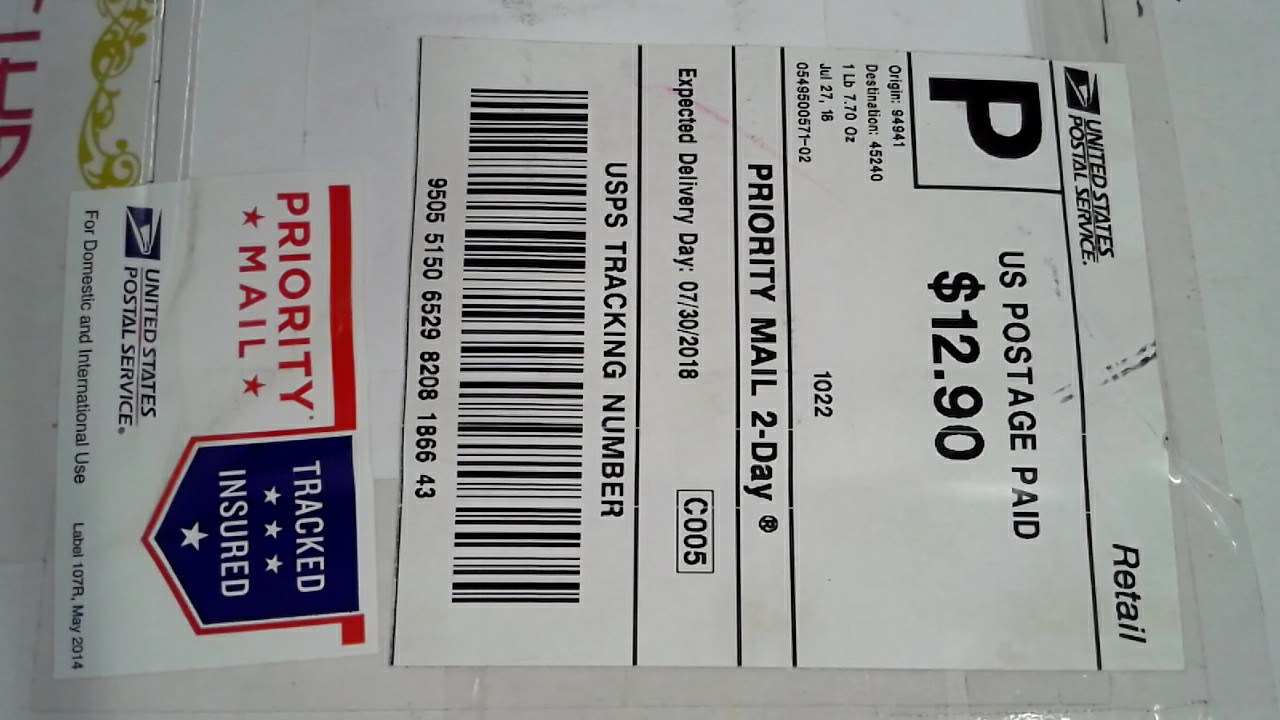 UNITED STATES
POSTAL SERVICE®
Retail
P
US POSTAGE PAID
$12.90
Origin: 94941
Destination: 45240
1 Lb 7.70 Oz
Jul 27, 18
0549500571-02
1022
PRIORITY MAIL 2-Day ®
Expected Delivery Day: 07/30/2018
C005
USPS TRACKING NUMBER
9505 5150 6529 8208 1866 43
PRIORITY
★ MAIL ★
TRACKED
★ ★ ★
INSURED
★
UNITED STATES
POSTAL SERVICE®
For Domestic and International Use
Label 107R, May 2014